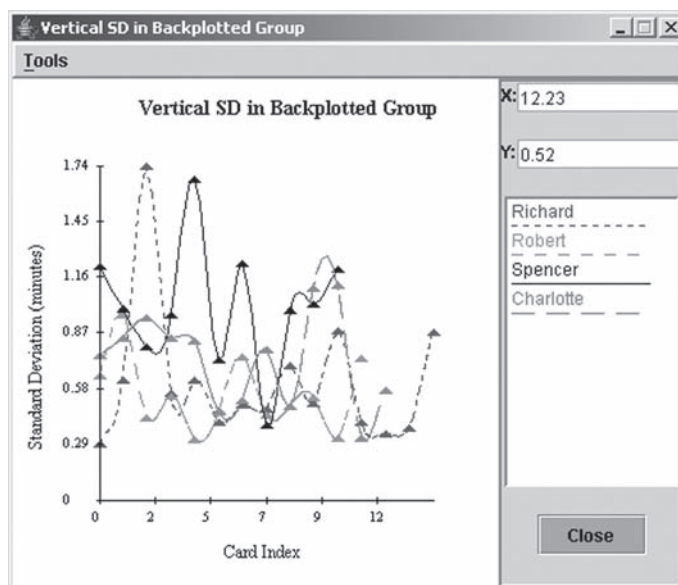 Vertical SD in Backplotted Group
Tools
Vertical SD in Backplotted Group
X: 12.23
Y: 0.52
Richard
Robert
Spencer
Charlotte
Standard Deviation (minutes)
1.74
1.45
1.16
0.87
0.58
0.29
0
0 2 5 7 9 12
Card Index
Close